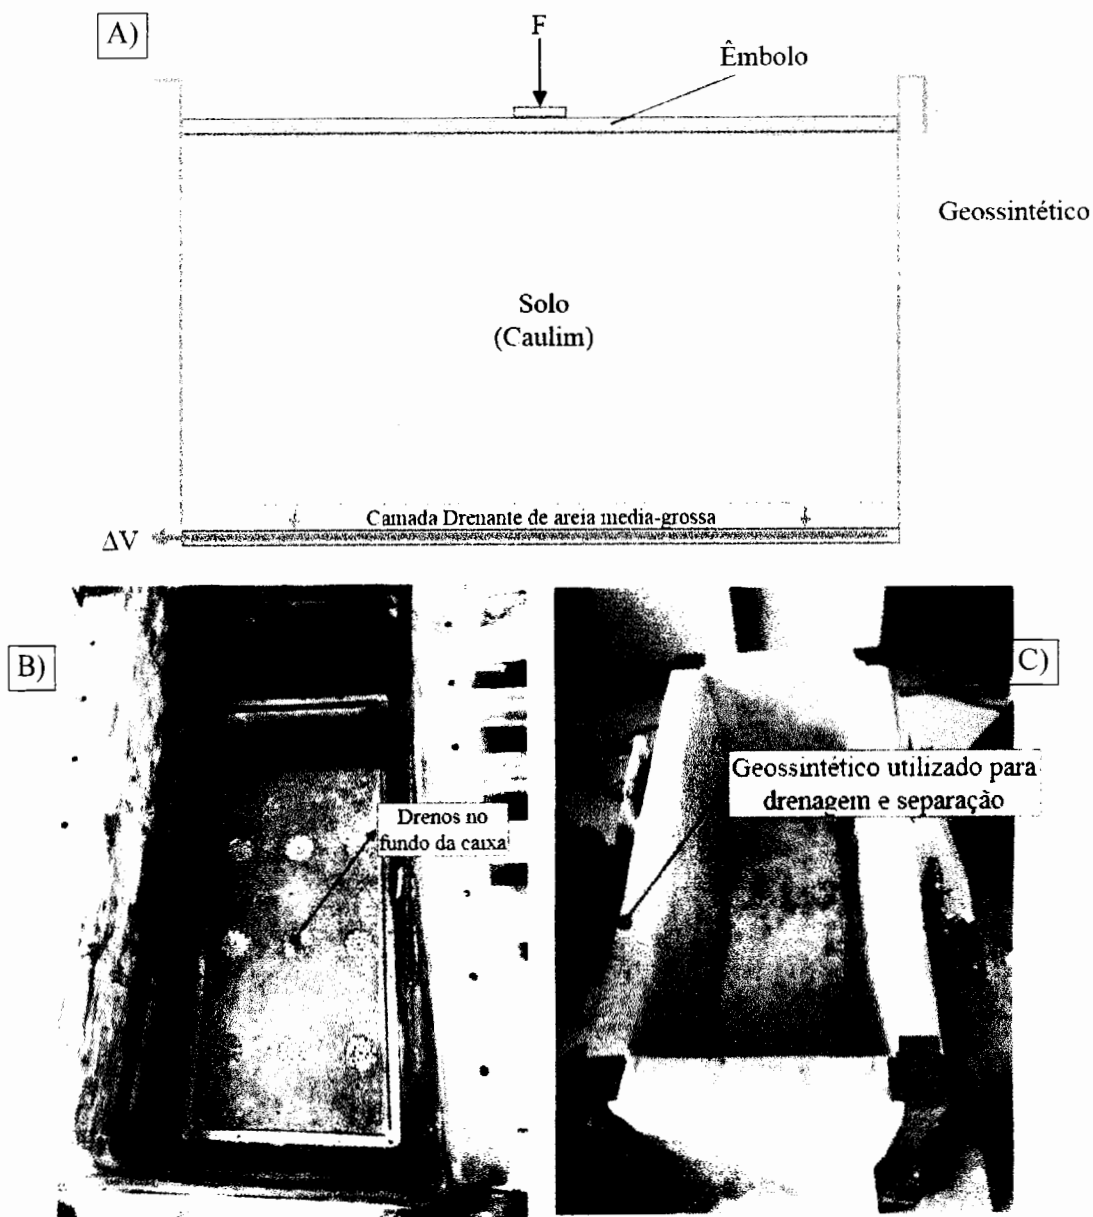 A)
F
Êmbolo
Geossintético
Solo
(Caulim)
Camada Drenante de areia media-grossa
ΔV
B)
C)
Geossintético utilizado para
drenagem e separação
Drenos no
fundo da caixa